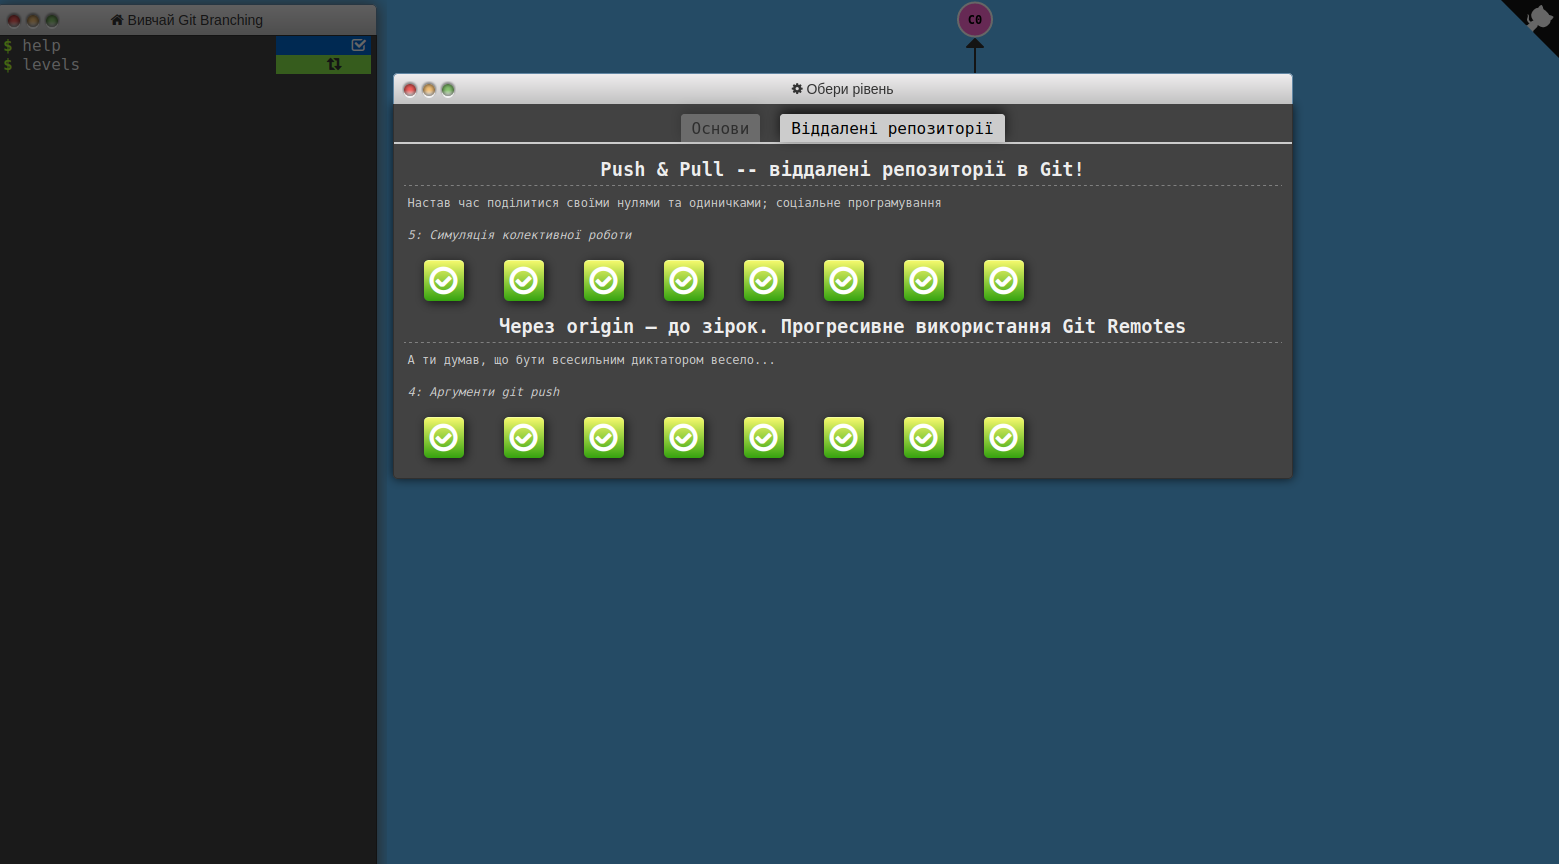 Вивчай Git Branching
$ help
$ levels
C0
Обери рівень
Основи
Віддалені репозиторії
Push & Pull -- віддалені репозиторії в Git!
Настав час поділитися своїми нулями та одиничками; соціальне програмування
5: Симуляція колективної роботи
Через origin – до зірок. Прогресивне використання Git Remotes
А ти думав, що бути всесильним диктатором весело...
4: Аргументи git push